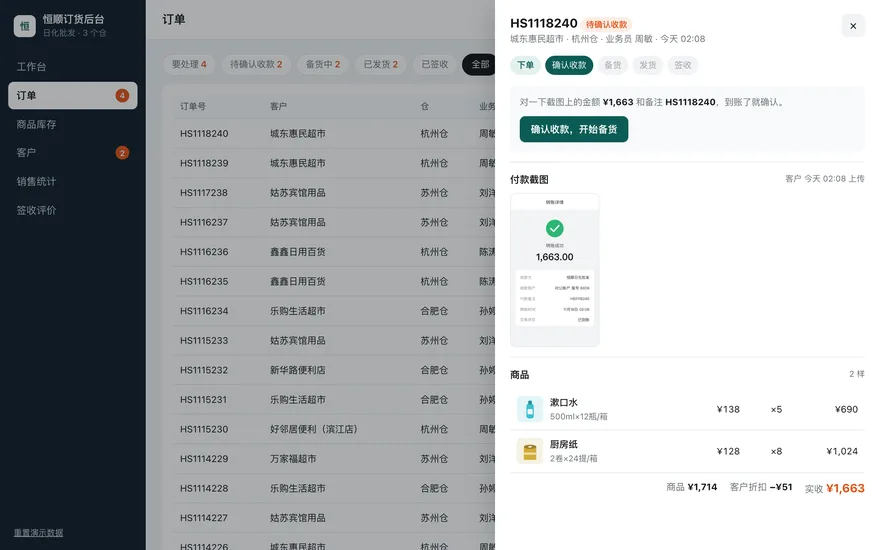 恒
恒顺订货后台
日化批发 · 3 个仓
工作台
订单 4
商品库存
客户 2
销售统计
签收评价
重置演示数据
订单
要处理 4 待确认收款 2 备货中 2 已发货 2 已签收 全部
订单号 客户 仓 业务
HS1118240 城东惠民超市 杭州仓 周敏
HS1118239 城东惠民超市 杭州仓 周敏
HS1117238 姑苏宾馆用品 苏州仓 刘洋
HS1116237 姑苏宾馆用品 苏州仓 刘洋
HS1116236 鑫鑫日用百货 杭州仓 陈涛
HS1116235 鑫鑫日用百货 杭州仓 陈涛
HS1116234 乐购生活超市 合肥仓 孙婷
HS1115233 姑苏宾馆用品 苏州仓 刘洋
HS1115232 新华路便利店 合肥仓 孙婷
HS1115231 乐购生活超市 合肥仓 孙婷
HS1115230 好邻居便利（滨江店） 杭州仓 周敏
HS1114229 万家福超市 苏州仓 刘洋
HS1114228 乐购生活超市 合肥仓 孙婷
HS1114227 姑苏宾馆用品 苏州仓 刘洋
HS1114226 新华路便利店 合肥仓 孙婷
HS1118240 待确认收款
城东惠民超市 · 杭州仓 · 业务员 周敏 · 今天 02:08
×
下单 确认收款 备货 发货 签收
对一下截图上的金额 ¥1,663 和备注 HS1118240，到账了就确认。
确认收款，开始备货
付款截图 客户 今天 02:08 上传
转账详情
转账成功
1,663.00
HS1118240
商品 2 样
漱口水
500ml×12瓶/箱
¥138 ×5 ¥690
厨房纸
2卷×24提/箱
¥128 ×8 ¥1,024
商品 ¥1,714 客户折扣 −¥51 实收 ¥1,663